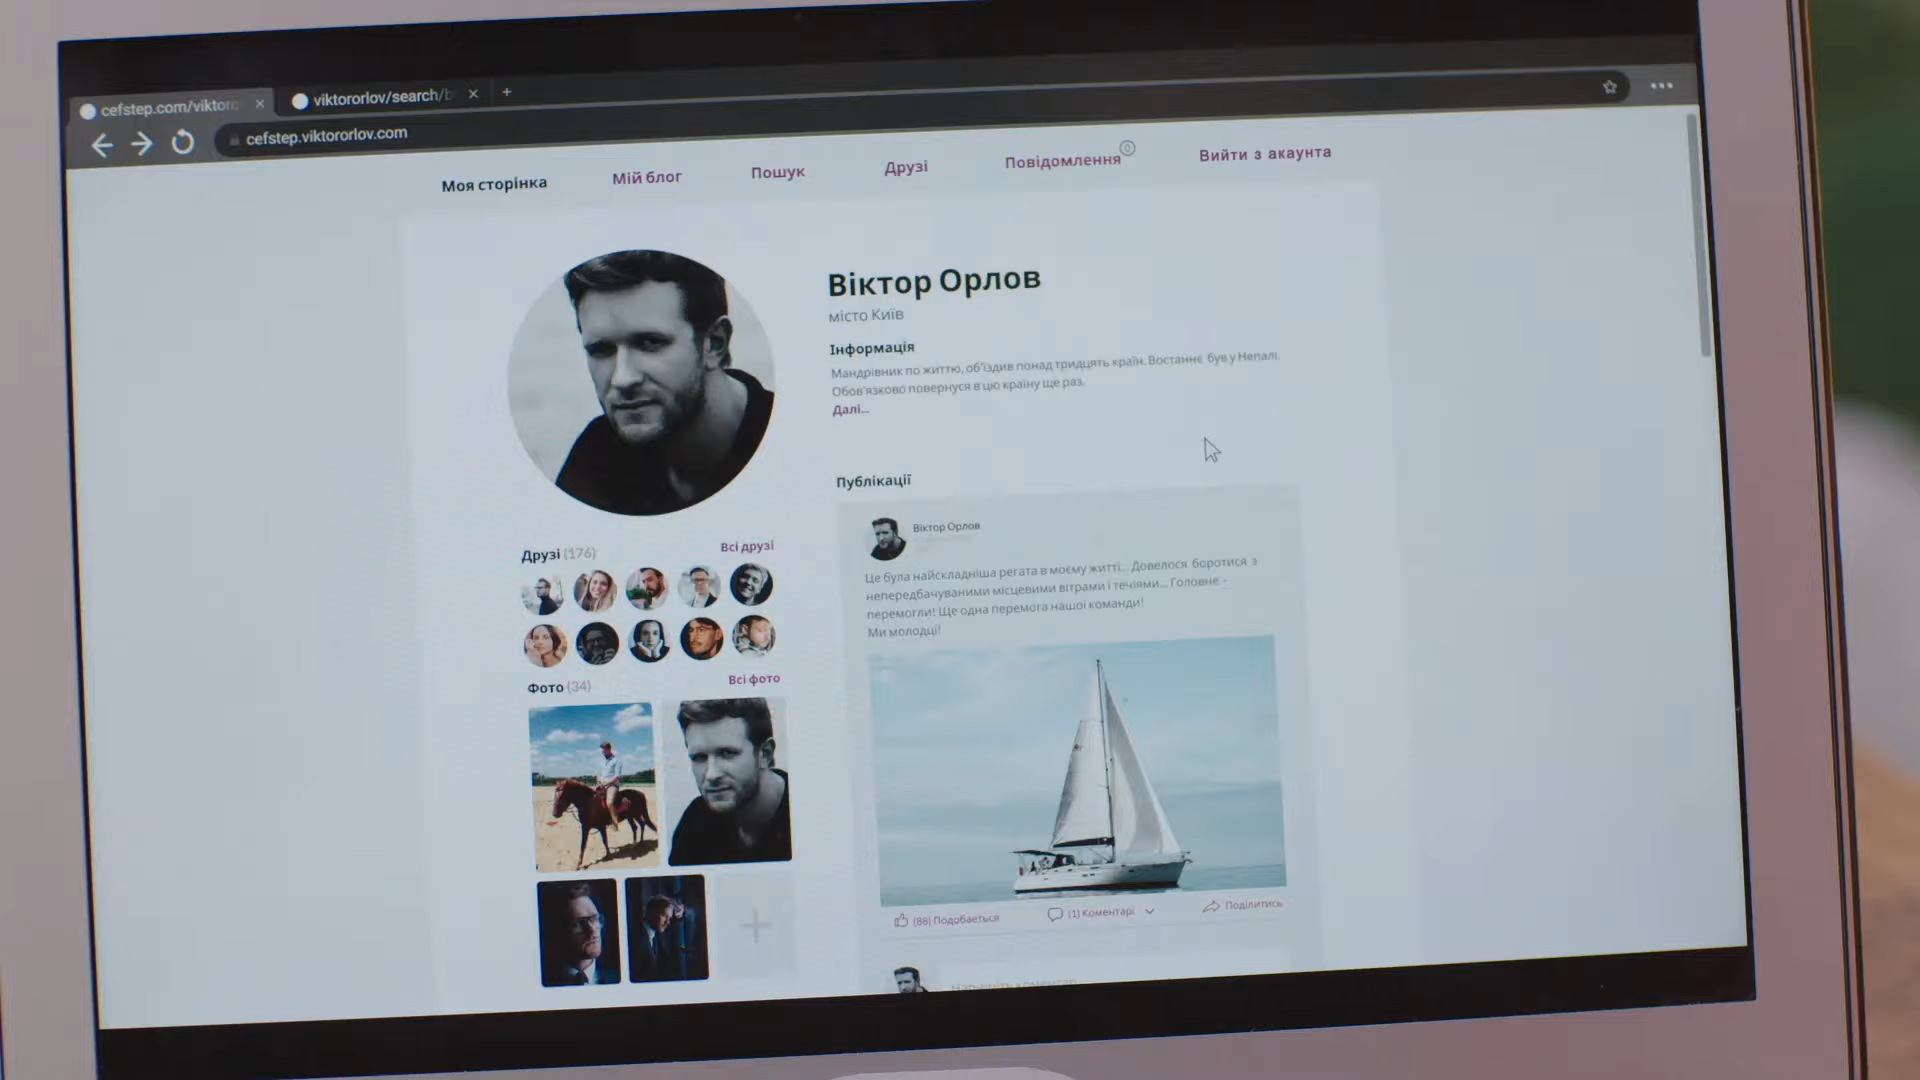 cefstep.com/viktoro
viktororlov/search/b
cefstep.viktororlov.com
Моя сторінка
Мій блог
Пошук
Друзі
Повідомлення
0
Вийти з акаунта
Віктор Орлов
місто Київ
Інформація
Мандрівник по життю, об'їздив понад тридцять країн. Востаннє був у Непалі.
Обов'язково повернуся в цю країну ще раз.
Далі...
Публікації
Віктор Орлов
Це була найскладніша регата в моєму житті... Довелося боротися з
непередбачуваними місцевими вітрами і течіями... Головне -
перемогли! Ще одна перемога нашої команди!
Ми молодці!
(88) Подобається
(1) Коментарі
Поділитись
Напишіть коментар
Друзі (176)
Всі друзі
Фото (34)
Всі фото